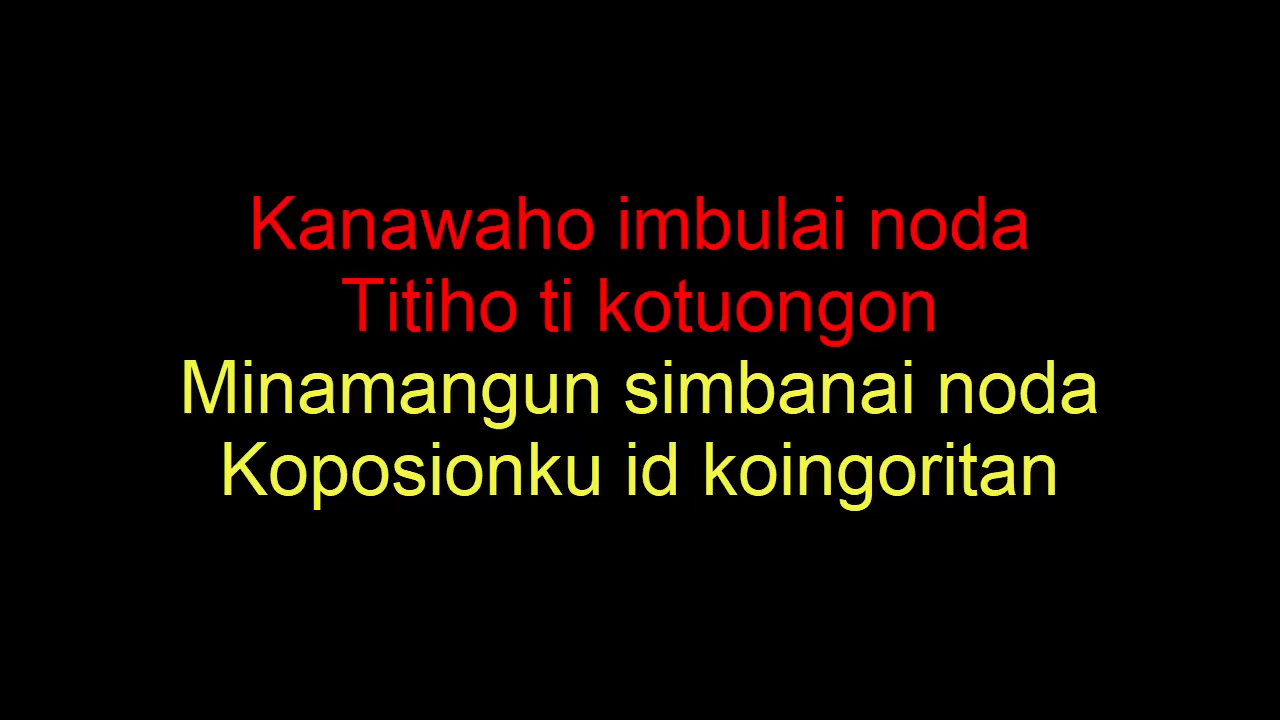 Kanawaho imbulai noda
Titiho ti kotuongon
Minamangun simbanai noda
Koposionku id koingoritan